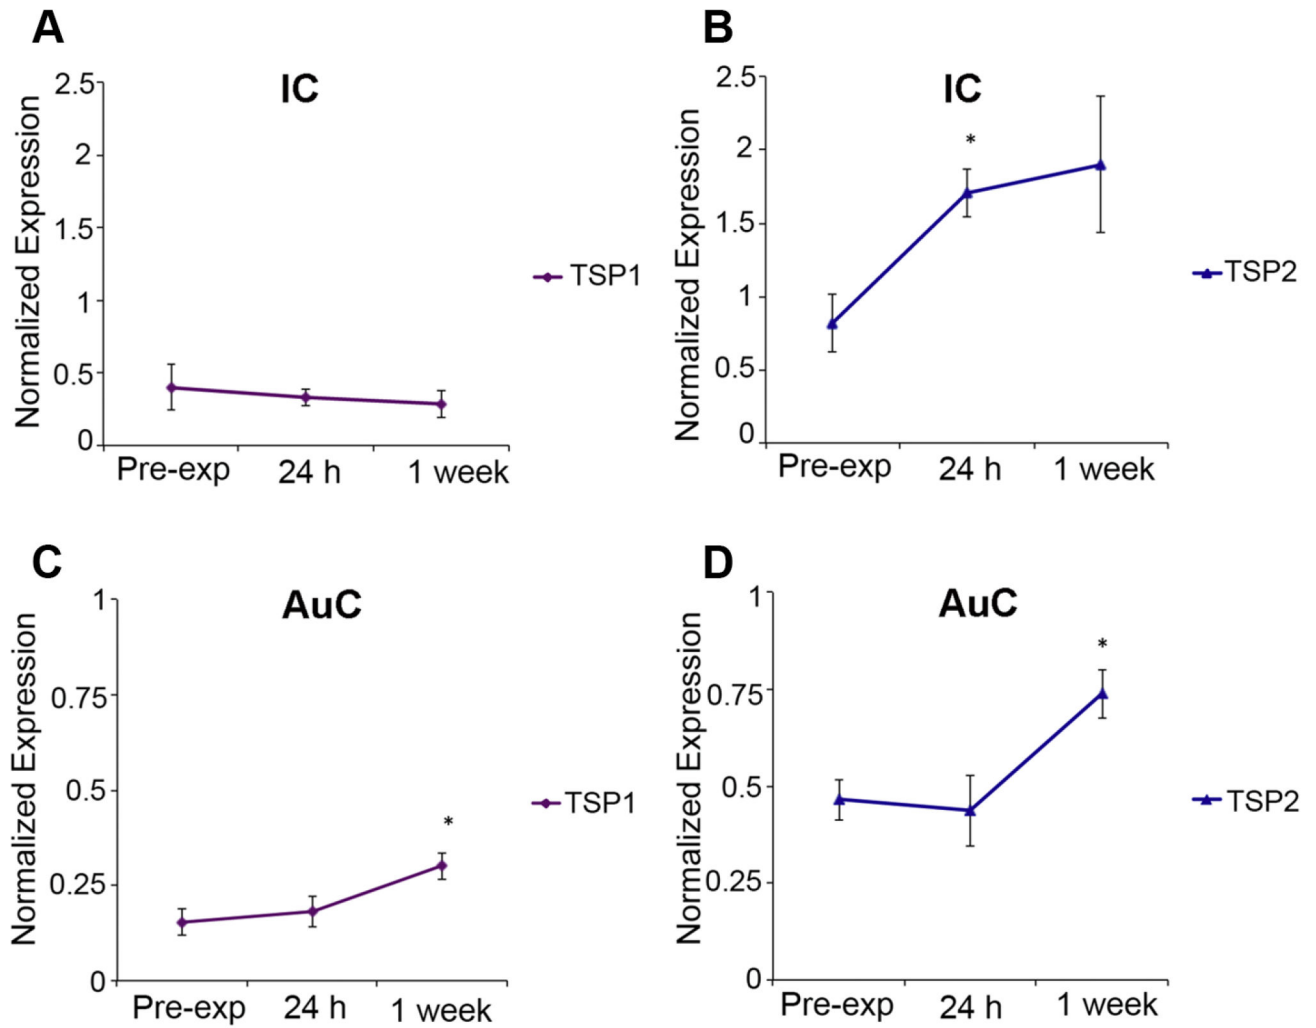 A
IC
Normalized Expression
2.5
2
1.5
1
0.5
0
Pre-exp 24 h 1 week
TSP1
B
IC
*
Normalized Expression
2.5
2
1.5
1
0.5
0
Pre-exp 24 h 1 week
TSP2
C
AuC
*
Normalized Expression
1
0.75
0.5
0.25
0
Pre-exp 24 h 1 week
TSP1
D
AuC
*
Normalized Expression
1
0.75
0.5
0.25
0
Pre-exp 24 h 1 week
TSP2